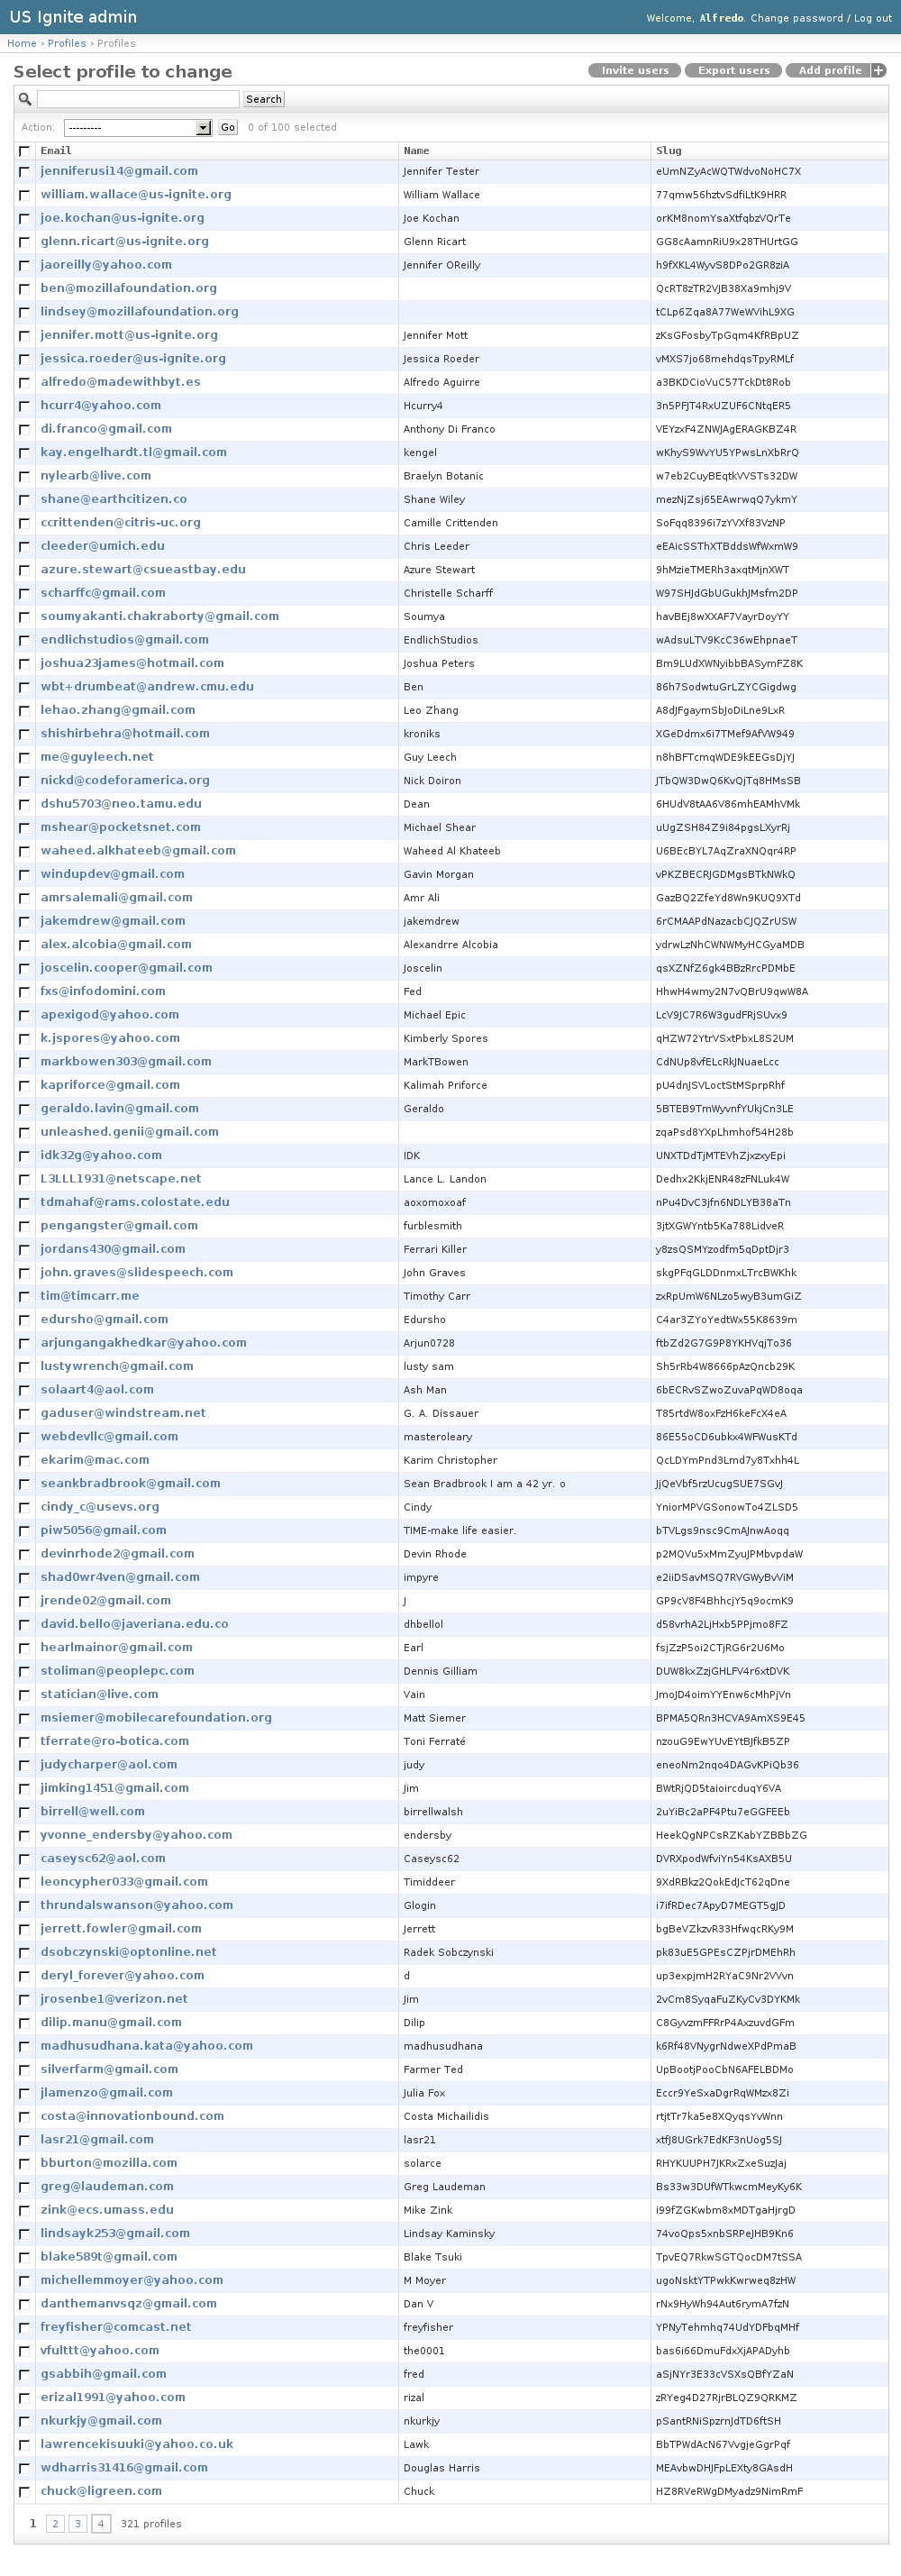 US Ignite admin
Welcome, Alfredo. Change password / Log out
Home › Profiles › Profiles
Select profile to change
Invite users Export users Add profile +
Search
Action: --------- Go 0 of 100 selected
Email Name Slug
jenniferusi14@gmail.com Jennifer Tester eUmNZyAcWQTWdvoNoHC7X
william.wallace@us-ignite.org William Wallace 77qmw56hztvSdfiLtK9HRR
joe.kochan@us-ignite.org Joe Kochan orKM8nomYsaXtfqbzVQrTe
glenn.ricart@us-ignite.org Glenn Ricart GG8cAamnRiU9x28THUrtGG
jaoreilly@yahoo.com Jennifer OReilly h9fXKL4WyvS8DPo2GR8ziA
ben@mozillafoundation.org QcRT8zTR2VJB38Xa9mhj9V
lindsey@mozillafoundation.org tCLp6Zqa8A77WeWVihL9XG
jennifer.mott@us-ignite.org Jennifer Mott zKsGFosbyTpGqm4KfRBpUZ
jessica.roeder@us-ignite.org Jessica Roeder vMXS7jo68mehdqsTpyRMLf
alfredo@madewithbyt.es Alfredo Aguirre a3BKDCioVuC57TckDt8Rob
hcurr4@yahoo.com Hcurry4 3n5PFJT4RxUZUF6CNtqER5
di.franco@gmail.com Anthony Di Franco VEYzxF4ZNWJAgERAGKBZ4R
kay.engelhardt.tl@gmail.com kengel wKhyS9WvYU5YPwsLnXbRrQ
nylearb@live.com Braelyn Botanic w7eb2CuyBEqtkVVSTs32DW
shane@earthcitizen.co Shane Wiley mezNjZsj65EAwrwqQ7ykmY
ccrittenden@citris-uc.org Camille Crittenden SoFqq8396i7zYVXf83VzNP
cleeder@umich.edu Chris Leeder eEAicSSThXTBddsWfWxmW9
azure.stewart@csueastbay.edu Azure Stewart 9hMzieTMERh3axqtMjnXWT
scharffc@gmail.com Christelle Scharff W97SHJdGbUGukhJMsfm2DP
soumyakanti.chakraborty@gmail.com Soumya havBEj8wXXAF7VayrDoyYY
endlichstudios@gmail.com EndlichStudios wAdsuLTV9KcC36wEhpnaeT
joshua23james@hotmail.com Joshua Peters Bm9LUdXWNyibbBASymFZ8K
wbt+drumbeat@andrew.cmu.edu Ben 86h7SodwtuGrLZYCGigdwg
lehao.zhang@gmail.com Leo Zhang A8dJFgaymSbJoDiLne9LxR
shishirbehra@hotmail.com kroniks XGeDdmx6i7TMef9AfVW949
me@guyleech.net Guy Leech n8hBFTcmqWDE9kEEGsDjYJ
nickd@codeforamerica.org Nick Doiron JTbQW3DwQ6KvQjTq8HMsSB
dshu5703@neo.tamu.edu Dean 6HUdV8tAA6V86mhEAMhVMk
mshear@pocketsnet.com Michael Shear uUgZSH84Z9i84pgsLXyrRj
waheed.alkhateeb@gmail.com Waheed Al Khateeb U6BEcBYL7AqZraXNQqr4RP
windupdev@gmail.com Gavin Morgan vPKZBECRJGDMgsBTkNWkQ
amrsalemali@gmail.com Amr Ali GazBQ2ZfeYd8Wn9KUQ9XTd
jakemdrew@gmail.com jakemdrew 6rCMAAPdNazacbCJQZrUSW
alex.alcobia@gmail.com Alexandrre Alcobia ydrwLzNhCWNWMyHCGyaMDB
joscelin.cooper@gmail.com Joscelin qsXZNfZ6gk4BBzRrcPDMbE
fxs@infodomini.com Fed HhwH4wmy2N7vQBrU9qwW8A
apexigod@yahoo.com Michael Epic LcV9JC7R6W3gudFRjSUvx9
k.jspores@yahoo.com Kimberly Spores qHZW72YtrVSxtPbxL8S2UM
markbowen303@gmail.com MarkTBowen CdNUp8vfELcRkJNuaeLcc
kapriforce@gmail.com Kalimah Priforce pU4dnJSVLoctStMSprpRhf
geraldo.lavin@gmail.com Geraldo 5BTEB9TmWyvnfYUkjCn3LE
unleashed.genii@gmail.com zqaPsd8YXpLhmhof54H28b
idk32g@yahoo.com IDK UNXTDdTjMTEVhZjxzxyEpi
L3LLL1931@netscape.net Lance L. Landon Dedhx2KkjENR48zFNLuk4W
tdmahaf@rams.colostate.edu aoxomoxoaf nPu4DvC3jfn6NDLYB38aTn
pengangster@gmail.com furblesmith 3jtXGWYntb5Ka788LidveR
jordans430@gmail.com Ferrari Killer y8zsQSMYzodfm5qDptDjr3
john.graves@slidespeech.com John Graves skgPFqGLDDnmxLTrcBWKhk
tim@timcarr.me Timothy Carr zxRpUmW6NLzo5wyB3umGiZ
edursho@gmail.com Edursho C4ar3ZYoYedtWx55K8639m
arjungangakhedkar@yahoo.com Arjun0728 ftbZd2G7G9P8YKHVqjTo36
lustywrench@gmail.com lusty sam Sh5rRb4W8666pAzQncb29K
solaart4@aol.com Ash Man 6bECRvSZwoZuvaPqWD8oqa
gaduser@windstream.net G. A. Dissauer T85rtdW8oxFzH6keFcX4eA
webdevllc@gmail.com masteroleary 86E55oCD6ubkx4WFWusKTd
ekarim@mac.com Karim Christopher QcLDYmPnd3Lmd7y8Txhh4L
seankbradbrook@gmail.com Sean Bradbrook I am a 42 yr. o JjQeVbf5rzUcugSUE7SGvJ
cindy_c@usevs.org Cindy YniorMPVGSonowTo4ZLSD5
piw5056@gmail.com TIME-make life easier. bTVLgs9nsc9CmAJnwAoqq
devinrhode2@gmail.com Devin Rhode p2MQVu5xMmZyuJPMbvpdaW
shad0wr4ven@gmail.com impyre e2iiDSavMSQ7RVGWyBvViM
jrende02@gmail.com J GP9cV8F4BhhcjY5q9ocmK9
david.bello@javeriana.edu.co dhbellol d58vrhA2LjHxb5PPjmo8FZ
hearlmainor@gmail.com Earl fsjZzP5oi2CTjRG6r2U6Mo
stoliman@peoplepc.com Dennis Gilliam DUW8kxZzjGHLFV4r6xtDVK
statician@live.com Vain JmoJD4oimYYEnw6cMhPjVn
msiemer@mobilecarefoundation.org Matt Siemer BPMA5QRn3HCVA9AmXS9E45
tferrate@ro-botica.com Toni Ferraté nzouG9EwYUvEYtBJfkB5ZP
judycharper@aol.com judy eneoNm2nqo4DAGvKPiQb36
jimking1451@gmail.com Jim BWtRjQD5taioircduqY6VA
birrell@well.com birrellwalsh 2uYiBc2aPF4Ptu7eGGFEEb
yvonne_endersby@yahoo.com endersby HeekQgNPCsRZKabYZBBbZG
caseysc62@aol.com Caseysc62 DVRXpodWfviYn54KsAXB5U
leoncypher033@gmail.com Timiddeer 9XdRBkz2QokEdJcT62qDne
thrundalswanson@yahoo.com Glogin i7ifRDec7ApyD7MEGT5gJD
jerrett.fowler@gmail.com Jerrett bgBeVZkzvR33HfwqcRKy9M
dsobczynski@optonline.net Radek Sobczynski pk83uE5GPEsCZPjrDMEhRh
deryl_forever@yahoo.com d up3expjmH2RYaC9Nr2VVvn
jrosenbe1@verizon.net Jim 2vCm8SyqaFuZKyCv3DYKMk
dilip.manu@gmail.com Dilip C8GyvzmFFRrP4AxzuvdGFm
madhusudhana.kata@yahoo.com madhusudhana k6Rf48VNygrNdweXPdPmaB
silverfarm@gmail.com Farmer Ted UpBootjPooCbN6AFELBDMo
jlamenzo@gmail.com Julia Fox Eccr9YeSxaDgrRqWMzx8Zi
costa@innovationbound.com Costa Michailidis rtjtTr7ka5e8XQyqsYvWnn
lasr21@gmail.com lasr21 xtfJ8UGrk7EdKF3nUog5SJ
bburton@mozilla.com solarce RHYKUUPH7JKRxZxeSuzJaj
greg@laudeman.com Greg Laudeman Bs33w3DUfWTkwcmMeyKy6K
zink@ecs.umass.edu Mike Zink i99fZGKwbm8xMDTgaHjrgD
lindsayk253@gmail.com Lindsay Kaminsky 74voQps5xnbSRPeJHB9Kn6
blake589t@gmail.com Blake Tsuki TpvEQ7RkwSGTQocDM7tSSA
michellemmoyer@yahoo.com M Moyer ugoNsktYTPwkKwrweq8zHW
danthemanvsqz@gmail.com Dan V rNx9HyWh94Aut6rymA7fzN
freyfisher@comcast.net freyfisher YPNyTehmhq74UdYDFbqMHf
vfulttt@yahoo.com the0001 bas6i66DmuFdxXjAPADyhb
gsabbih@gmail.com fred aSjNYr3E33cVSXsQBfYZaN
erizal1991@yahoo.com rizal zRYeg4D27RjrBLQZ9QRKMZ
nkurkjy@gmail.com nkurkjy pSantRNiSpzrnJdTD6ftSH
lawrencekisuuki@yahoo.co.uk Lawk BbTPWdAcN67VvgjeGgrPqf
wdharris31416@gmail.com Douglas Harris MEAvbwDHJFpLEXty8GAsdH
chuck@ligreen.com Chuck HZ8RVeRWgDMyadz9NimRmF
1 2 3 4 321 profiles